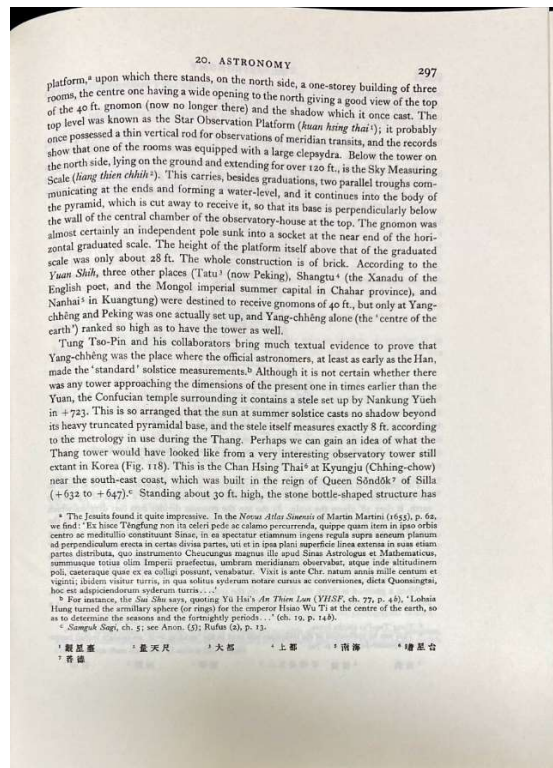 20. ASTRONOMY
297
platform,ᵃ upon which there stands, on the north side, a one-storey building of three
rooms, the centre one having a wide opening to the north giving a good view of the top
of the 40 ft. gnomon (now no longer there) and the shadow which it once cast. The
top level was known as the Star Observation Platform (kuan hsing thai¹); it probably
once possessed a thin vertical rod for observations of meridian transits, and the records
show that one of the rooms was equipped with a large clepsydra. Below the tower on
the north side, lying on the ground and extending for over 120 ft., is the Sky Measuring
Scale (liang thien chhih²). This carries, besides graduations, two parallel troughs com-
municating at the ends and forming a water-level, and it continues into the body of
the pyramid, which is cut away to receive it, so that its base is perpendicularly below
the wall of the central chamber of the observatory-house at the top. The gnomon was
almost certainly an independent pole sunk into a socket at the near end of the hori-
zontal graduated scale. The height of the platform itself above that of the graduated
scale was only about 28 ft. The whole construction is of brick. According to the
Yuan Shih, three other places (Tatu³ (now Peking), Shangtu⁴ (the Xanadu of the
English poet, and the Mongol imperial summer capital in Chahar province), and
Nanhai⁵ in Kuangtung) were destined to receive gnomons of 40 ft., but only at Yang-
chhêng and Peking was one actually set up, and Yang-chhêng alone (the 'centre of the
earth') ranked so high as to have the tower as well.
Tung Tso-Pin and his collaborators bring much textual evidence to prove that
Yang-chhêng was the place where the official astronomers, at least as early as the Han,
made the 'standard' solstice measurements.ᵇ Although it is not certain whether there
was any tower approaching the dimensions of the present one in times earlier than the
Yuan, the Confucian temple surrounding it contains a stele set up by Nankung Yüeh
in +723. This is so arranged that the sun at summer solstice casts no shadow beyond
its heavy truncated pyramidal base, and the stele itself measures exactly 8 ft. according
to the metrology in use during the Thang. Perhaps we can gain an idea of what the
Thang tower would have looked like from a very interesting observatory tower still
extant in Korea (Fig. 118). This is the Chan Hsing Thai⁶ at Kyungju (Chhing-chow)
near the south-east coast, which was built in the reign of Queen Sŏndŏk⁷ of Silla
(+632 to +647).ᶜ Standing about 30 ft. high, the stone bottle-shaped structure has
ᵃ The Jesuits found it quite impressive. In the Novus Atlas Sinensis of Martin Martini (1655), p. 62,
we find: 'Ex hisce Têngfung non ita celeri pede ac calamo percurrenda, quippe quam item in ipso orbis
centro ac meditullio constituunt Sinae, in ea spectatur etiamnum ingens regula supra aeneum planum
ad perpendiculum erecta in certas divisa partes, uti et in ipsa plani superficie linea extensa in suas etiam
partes distributa, quo instrumento Cheucungus magnus ille apud Sinas Astrologus et Mathematicus,
summusque totius olim Imperii praefectus, umbram meridianam observabat, atque inde altitudinem
poli, caeteraque quae ex ea colligi possunt, venabatur. Vixit is ante Chr. natum annis mille centum et
viginti; ibidem visitur turris, in qua solitus syderum notare cursus ac conversiones, dicta Quonsingtai,
hoc est adspiciendorum syderum turris....'
ᵇ For instance, the Sui Shu says, quoting Yü Hsi's An Thien Lun (YHSF, ch. 77, p. 4b), 'Lohsia
Hung turned the armillary sphere (or rings) for the emperor Hsiao Wu Ti at the centre of the earth, so
as to determine the seasons and the fortnightly periods...' (ch. 19, p. 14b).
ᶜ Samguk Sagi, ch. 5; see Anon. (5); Rufus (2), p. 13.
¹ 觀星臺 ² 量天尺 ³ 大都 ⁴ 上都 ⁵ 南海 ⁶ 瞻星台
⁷ 善德